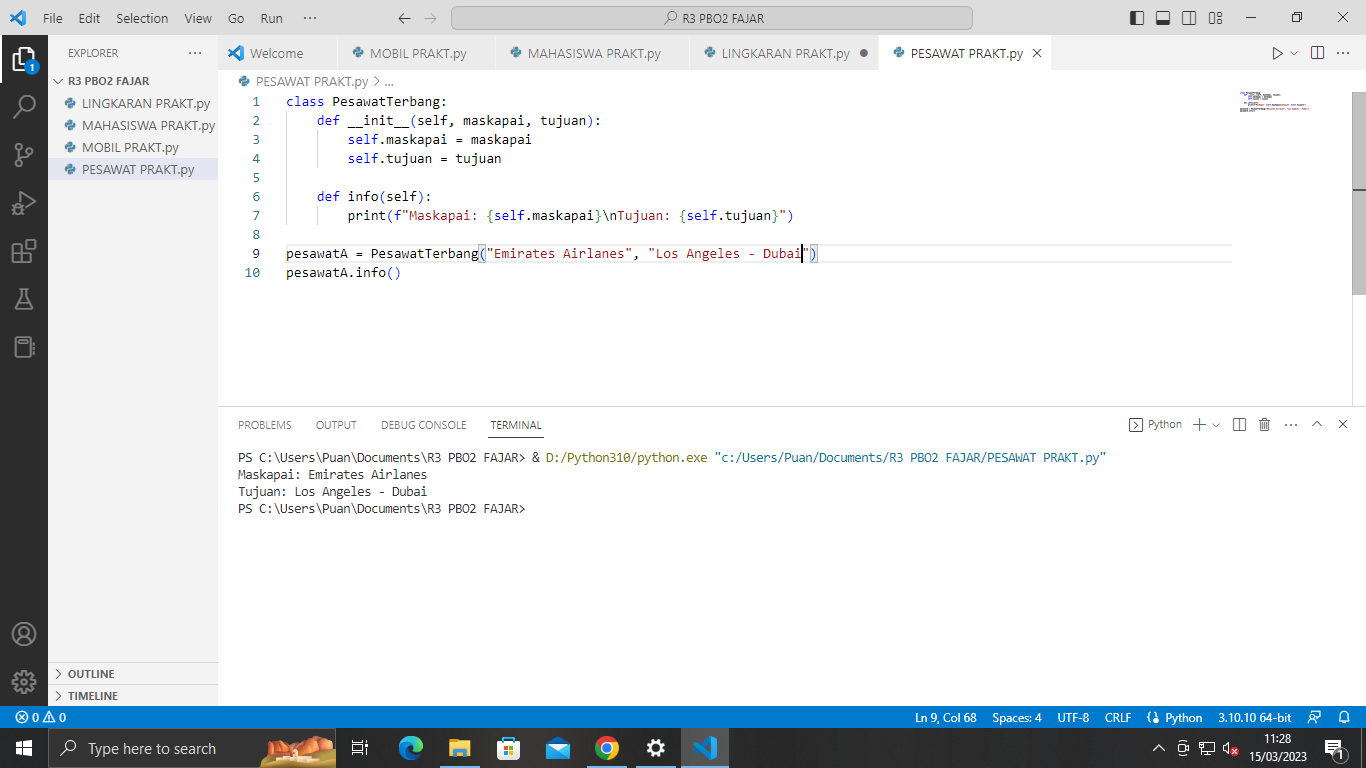 File Edit Selection View Go Run ··· R3 PBO2 FAJAR
EXPLORER ···
Welcome MOBIL PRAKT.py MAHASISWA PRAKT.py LINGKARAN PRAKT.py PESAWAT PRAKT.py
R3 PBO2 FAJAR
LINGKARAN PRAKT.py
MAHASISWA PRAKT.py
MOBIL PRAKT.py
PESAWAT PRAKT.py
1
PESAWAT PRAKT.py > ...
1 class PesawatTerbang:
2     def __init__(self, maskapai, tujuan):
3         self.maskapai = maskapai
4         self.tujuan = tujuan
5
6     def info(self):
7         print(f"Maskapai: {self.maskapai}\nTujuan: {self.tujuan}")
8
9 pesawatA = PesawatTerbang("Emirates Airlanes", "Los Angeles - Dubai")
10 pesawatA.info()
PROBLEMS OUTPUT DEBUG CONSOLE TERMINAL Python
PS C:\Users\Puan\Documents\R3 PBO2 FAJAR> & D:/Python310/python.exe "c:/Users/Puan/Documents/R3 PBO2 FAJAR/PESAWAT PRAKT.py"
Maskapai: Emirates Airlanes
Tujuan: Los Angeles - Dubai
PS C:\Users\Puan\Documents\R3 PBO2 FAJAR>
OUTLINE
TIMELINE
0 0 Ln 9, Col 68 Spaces: 4 UTF-8 CRLF Python 3.10.10 64-bit
Type here to search
11:28
15/03/2023
1